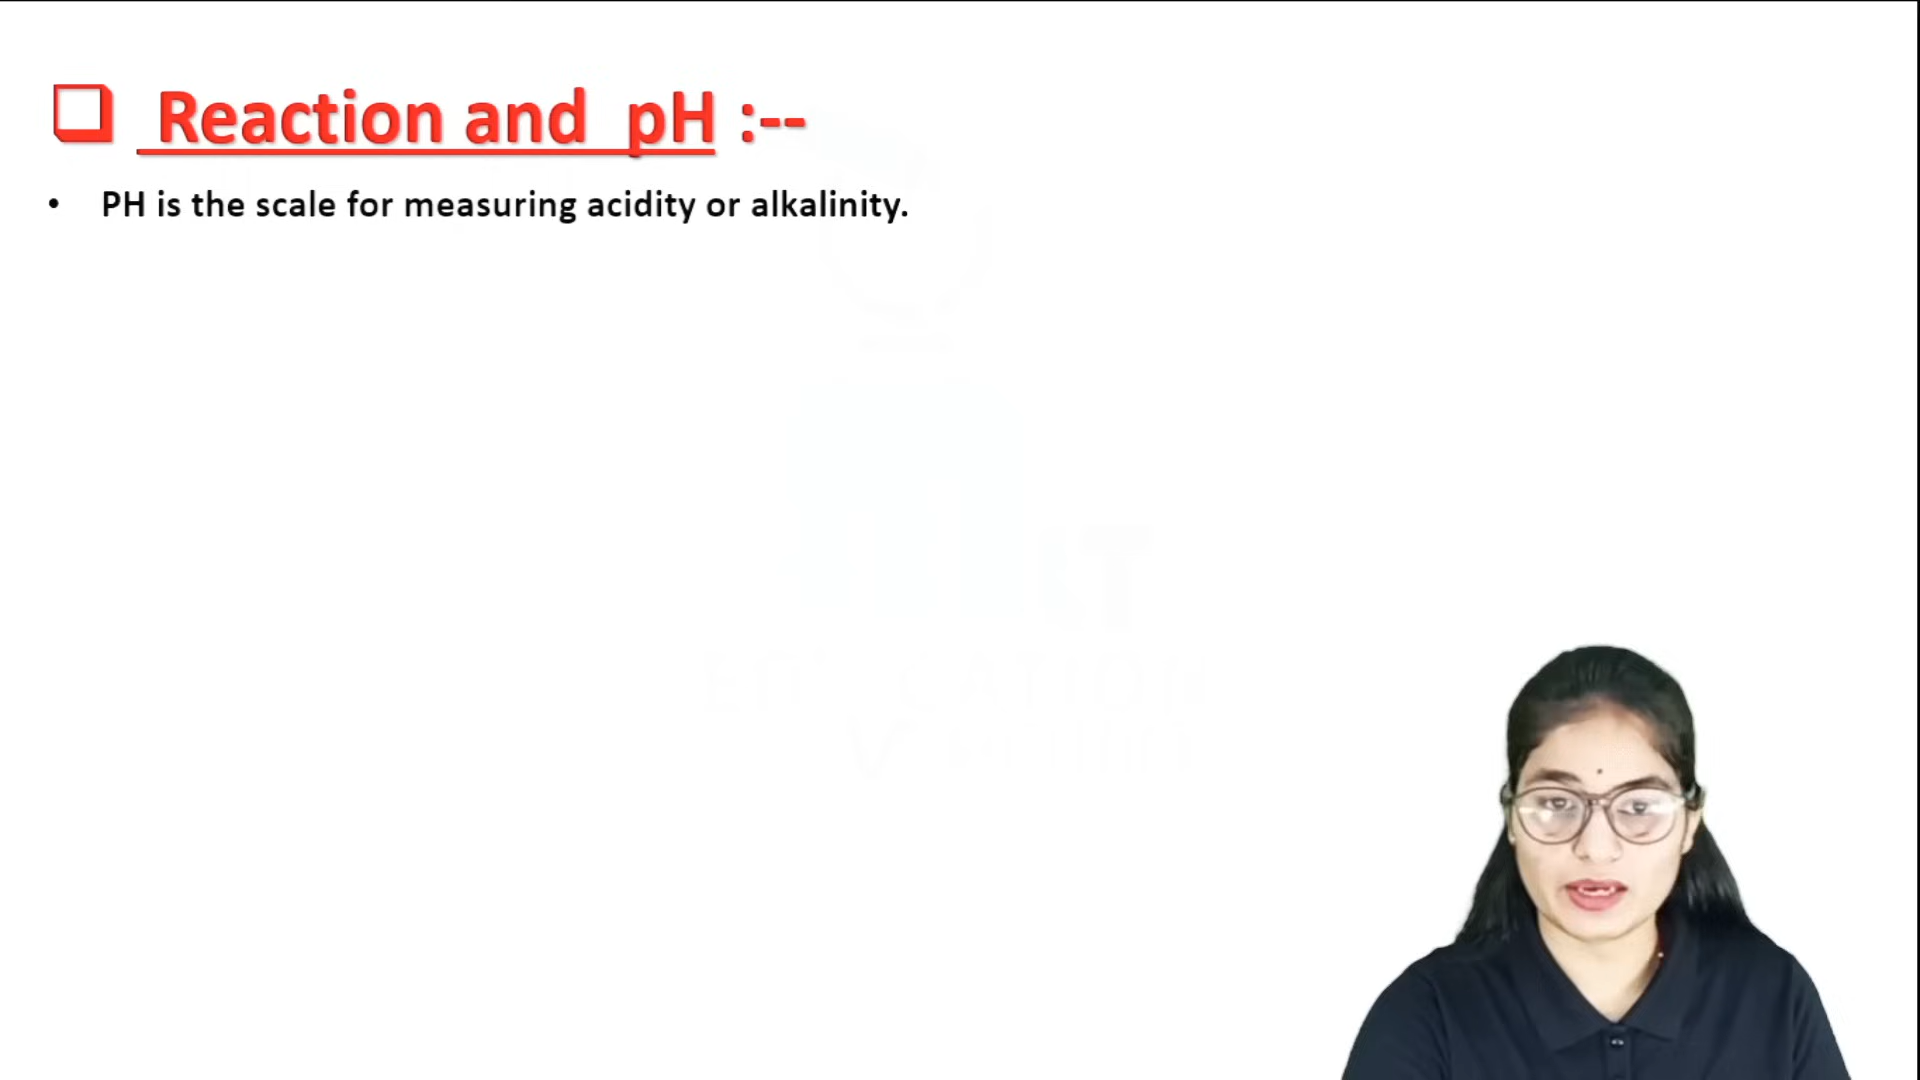 ❑ Reaction and pH :--
• PH is the scale for measuring acidity or alkalinity.